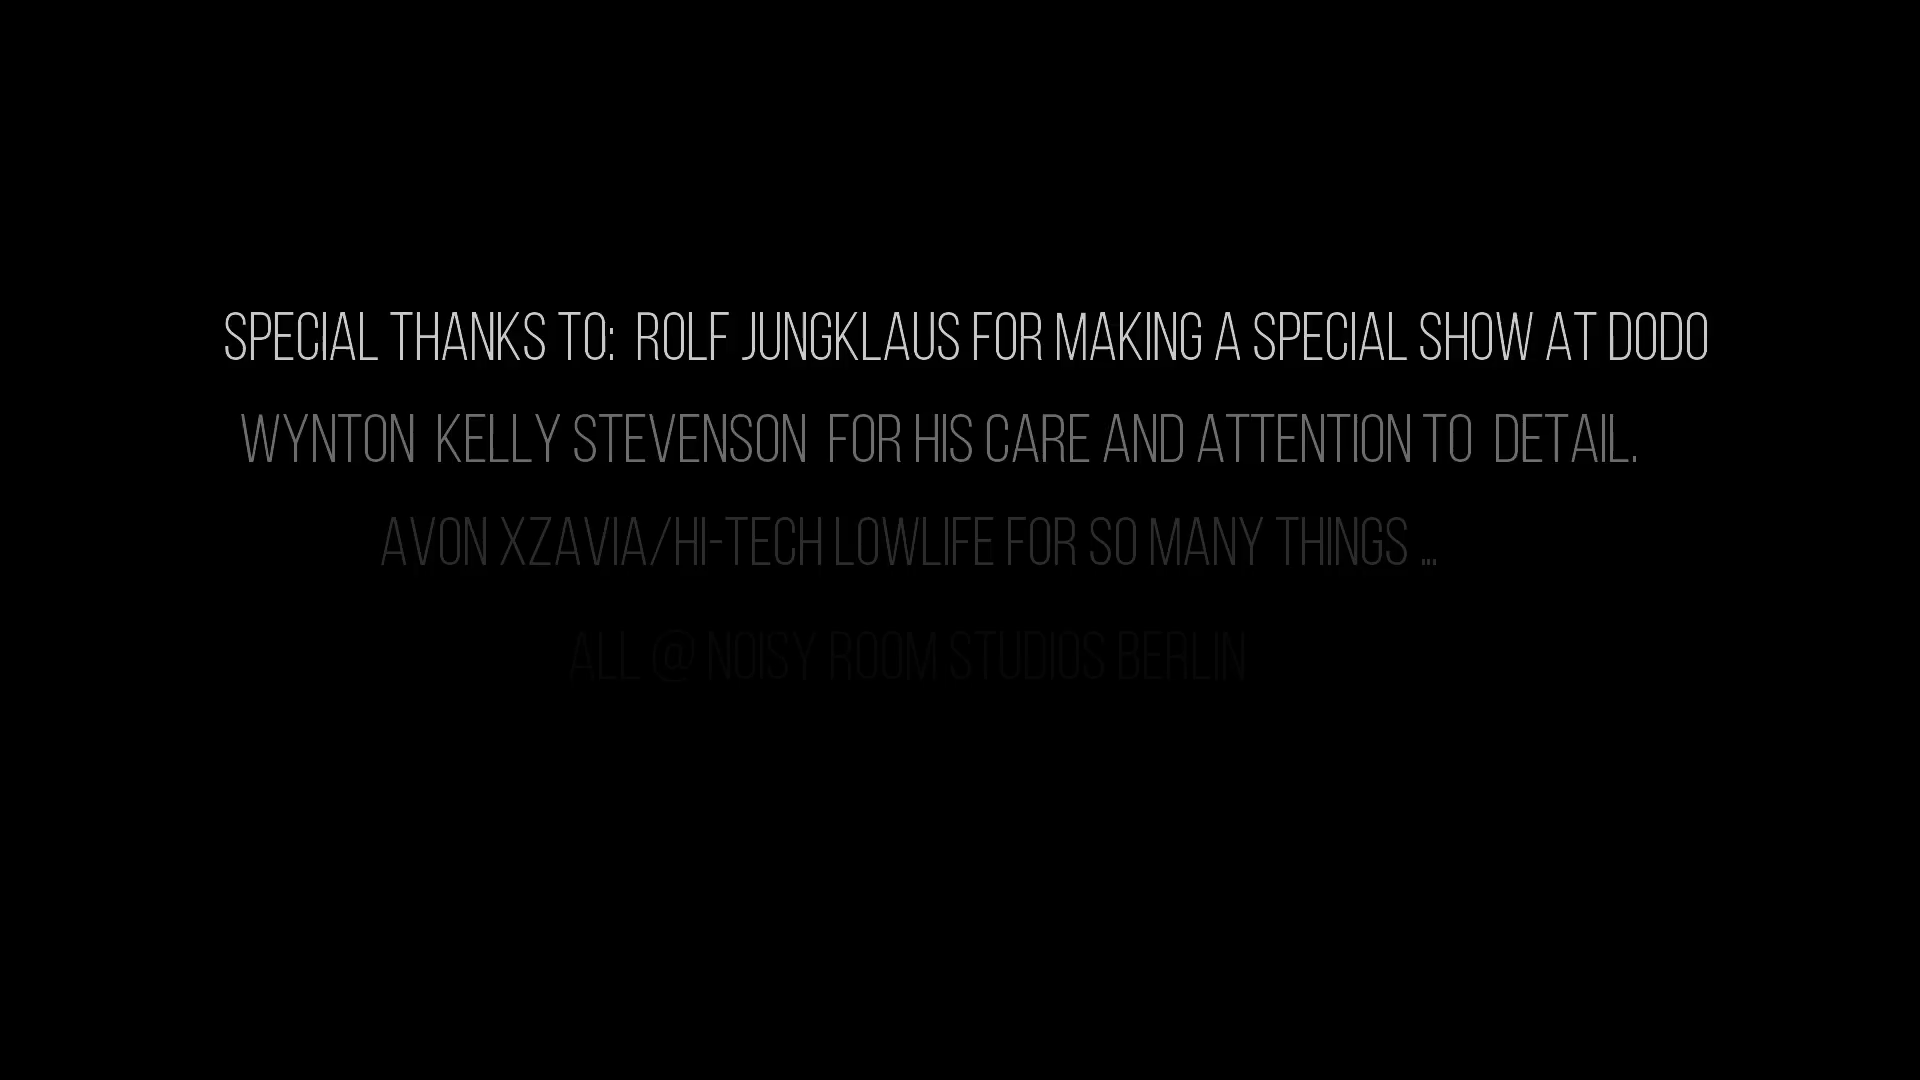 SPECIAL THANKS TO: ROLF JUNGKLAUS FOR MAKING A SPECIAL SHOW AT DODO
WYNTON KELLY STEVENSON FOR HIS CARE AND ATTENTION TO DETAIL.
AVON XZAVIA/HI-TECH LOWLIFE FOR SO MANY THINGS ...
ALL @ NOISY ROOM STUDIOS BERLIN